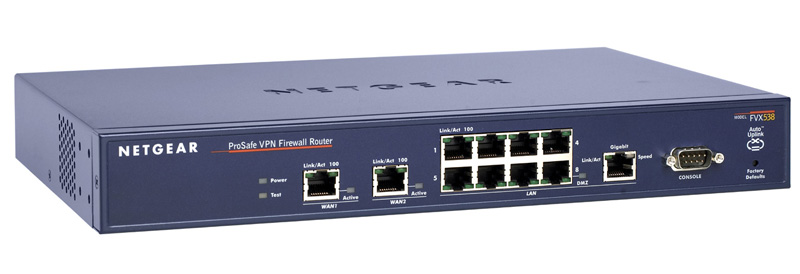 NETGEAR
NETGEAR
ProSafe VPN Firewall Router
MODEL FVX538
Power
Test
Link/Act 100
WAN1
Active
Link/Act 100
WAN2
Active
Link/Act 100
1
4
5
8
LAN
DMZ
Gigabit
Link/Act
Speed
CONSOLE
Auto Uplink™
Factory
Defaults